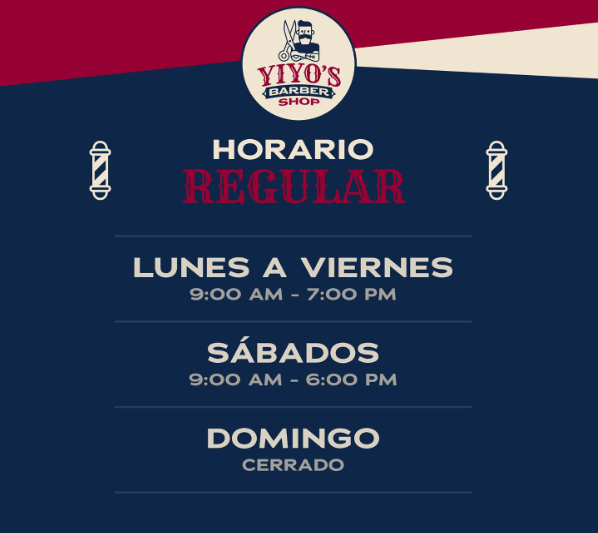 YIYO'S
BARBER
SHOP
HORARIO
REGULAR
LUNES A VIERNES
9:00 AM - 7:00 PM
SÁBADOS
9:00 AM - 6:00 PM
DOMINGO
CERRADO